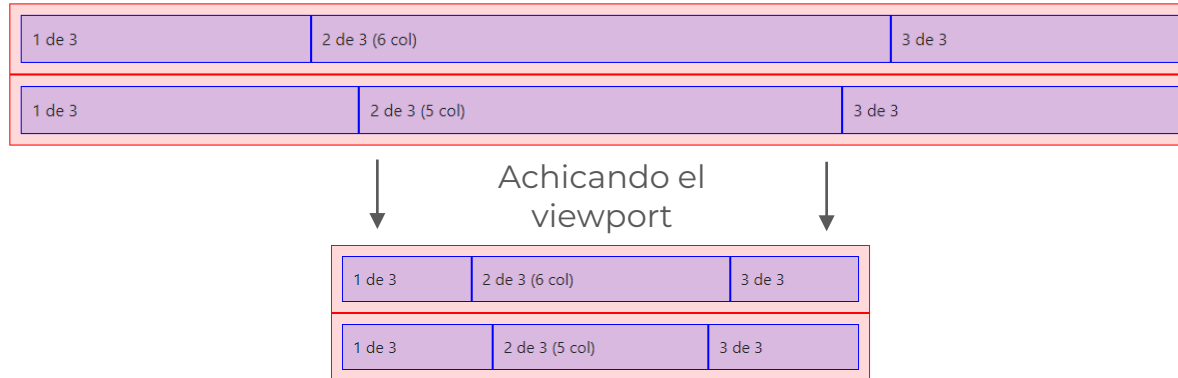 1 de 3 2 de 3 (6 col) 3 de 3
1 de 3 2 de 3 (5 col) 3 de 3
Achicando el
viewport
1 de 3 2 de 3 (6 col) 3 de 3
1 de 3 2 de 3 (5 col) 3 de 3